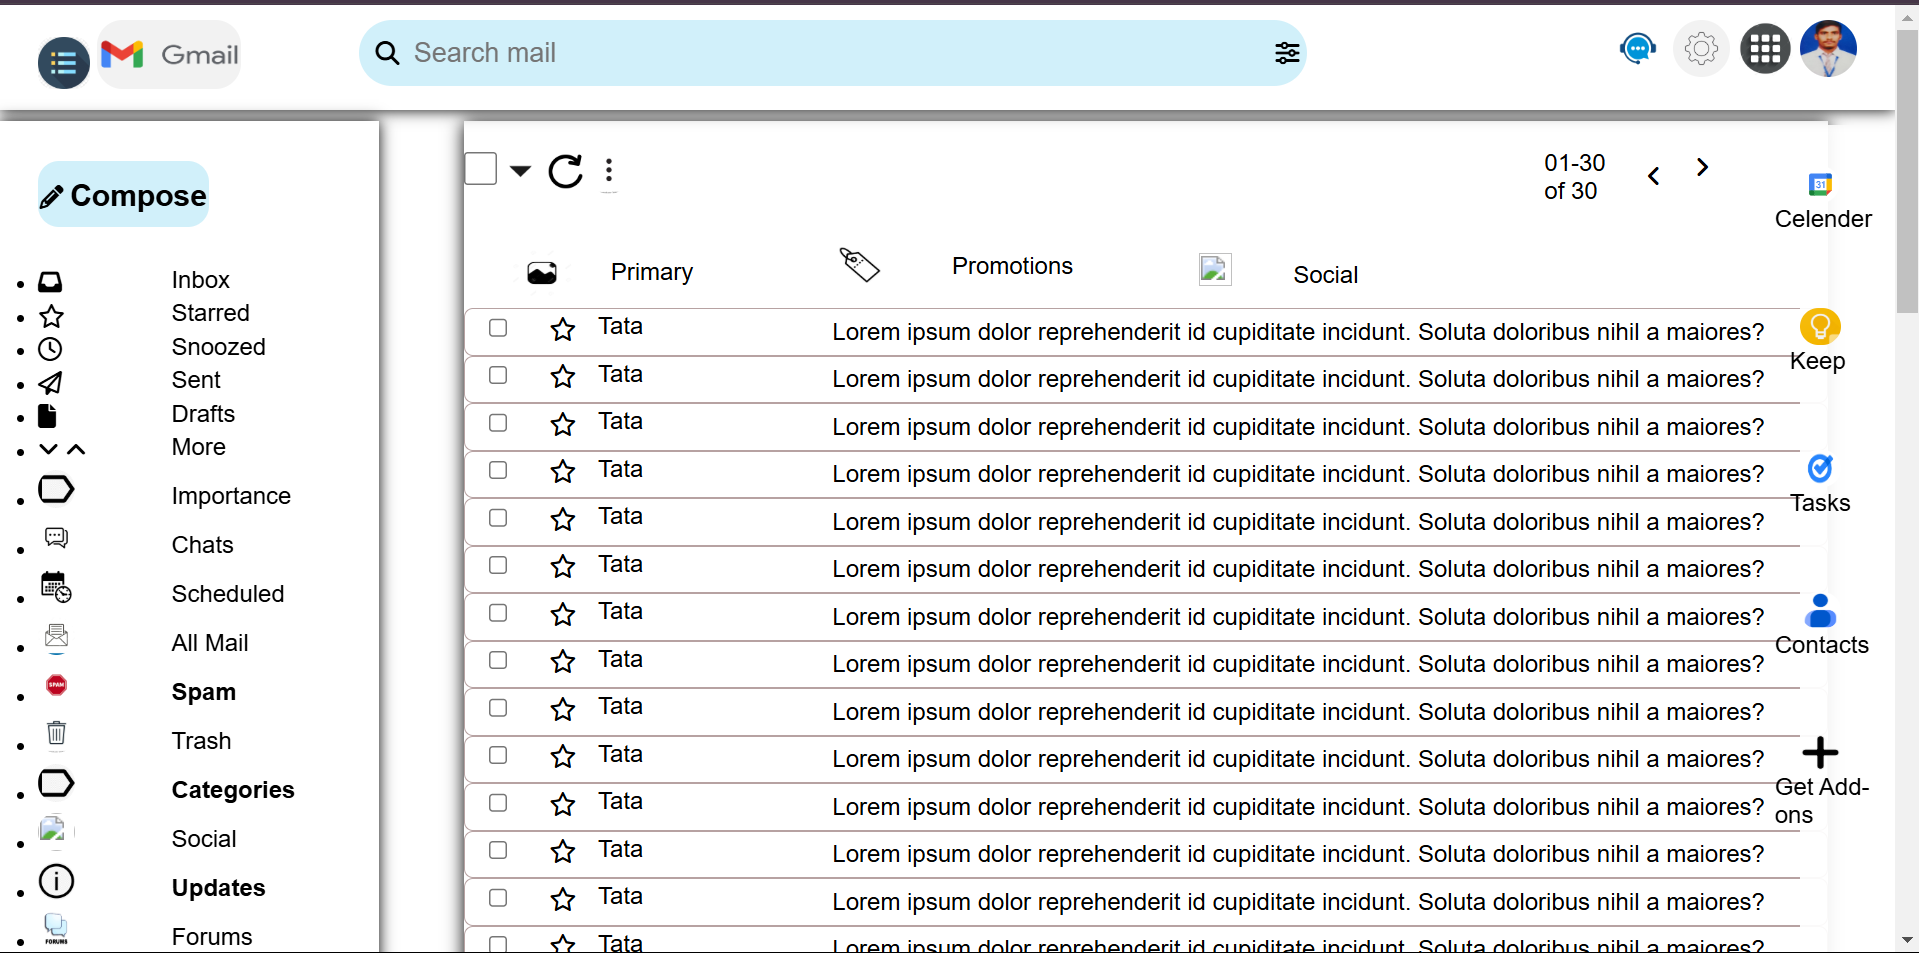 Gmail
Search mail
Compose
Inbox
Starred
Snoozed
Sent
Drafts
More
Importance
Chats
Scheduled
All Mail
SPAM
Spam
Trash
Categories
Social
Updates
FORUMS
Forums
01-30
of 30
Primary
Promotions
Social
Tata Lorem ipsum dolor reprehenderit id cupiditate incidunt. Soluta doloribus nihil a maiores?
Tata Lorem ipsum dolor reprehenderit id cupiditate incidunt. Soluta doloribus nihil a maiores?
Tata Lorem ipsum dolor reprehenderit id cupiditate incidunt. Soluta doloribus nihil a maiores?
Tata Lorem ipsum dolor reprehenderit id cupiditate incidunt. Soluta doloribus nihil a maiores?
Tata Lorem ipsum dolor reprehenderit id cupiditate incidunt. Soluta doloribus nihil a maiores?
Tata Lorem ipsum dolor reprehenderit id cupiditate incidunt. Soluta doloribus nihil a maiores?
Tata Lorem ipsum dolor reprehenderit id cupiditate incidunt. Soluta doloribus nihil a maiores?
Tata Lorem ipsum dolor reprehenderit id cupiditate incidunt. Soluta doloribus nihil a maiores?
Tata Lorem ipsum dolor reprehenderit id cupiditate incidunt. Soluta doloribus nihil a maiores?
Tata Lorem ipsum dolor reprehenderit id cupiditate incidunt. Soluta doloribus nihil a maiores?
Tata Lorem ipsum dolor reprehenderit id cupiditate incidunt. Soluta doloribus nihil a maiores?
Tata Lorem ipsum dolor reprehenderit id cupiditate incidunt. Soluta doloribus nihil a maiores?
Tata Lorem ipsum dolor reprehenderit id cupiditate incidunt. Soluta doloribus nihil a maiores?
Tata Lorem ipsum dolor reprehenderit id cupiditate incidunt. Soluta doloribus nihil a maiores?
31
Celender
Keep
Tasks
Contacts
Get Add-
ons